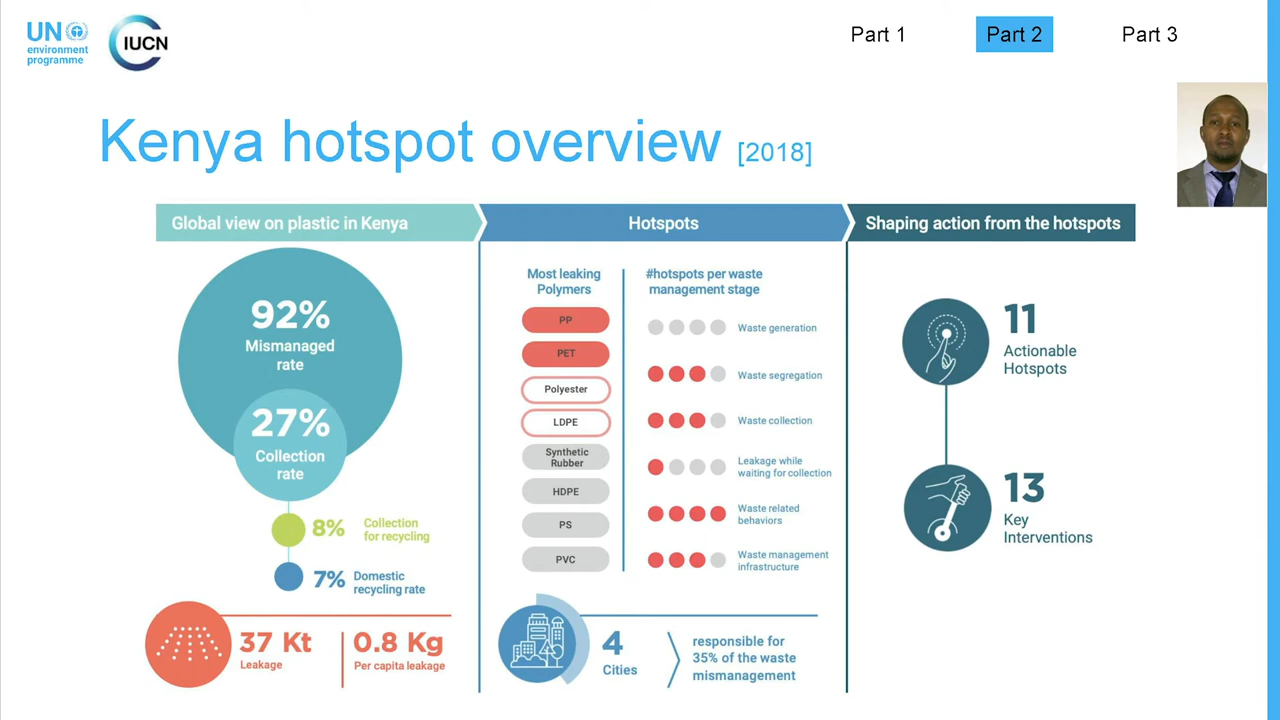 UN
environment
programme
IUCN
Part 1
Part 2
Part 3
Kenya hotspot overview [2018]
Global view on plastic in Kenya
92%
Mismanaged
rate
27%
Collection
rate
8%
Collection
for recycling
7%
Domestic
recycling rate
37 Kt
Leakage
0.8 Kg
Per capita leakage
Hotspots
Most leaking
Polymers
PP
PET
Polyester
LDPE
Synthetic
Rubber
HDPE
PS
PVC
#hotspots per waste
management stage
Waste generation
Waste segregation
Waste collection
Leakage while
waiting for collection
Waste related
behaviors
Waste management
infrastructure
4
Cities
responsible for
35% of the waste
mismanagement
Shaping action from the hotspots
11
Actionable
Hotspots
13
Key
Interventions